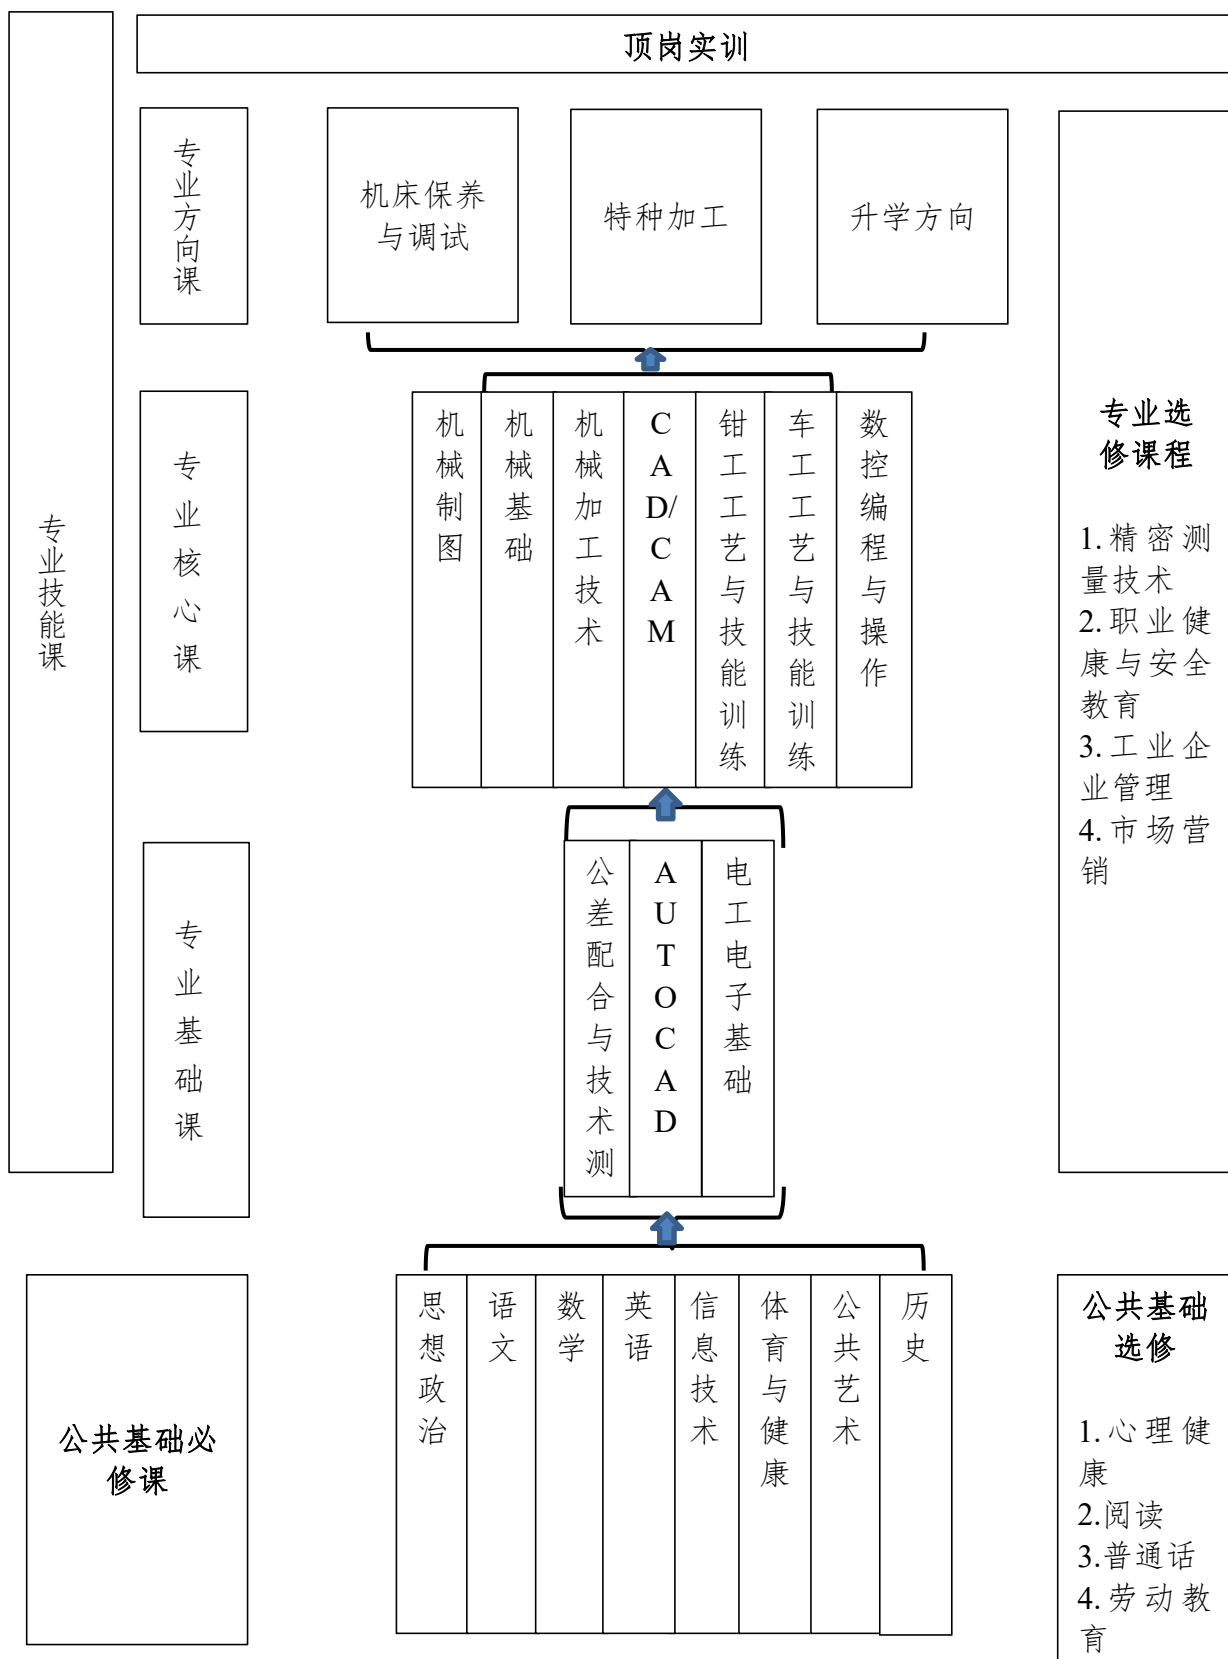 顶岗实训
专业技能课
专业方向课
机床保养
与调试
特种加工
升学方向
专业核心课
机械制图
机械基础
机械加工技术
CAD/CAM
钳工工艺与技能训练
车工工艺与技能训练
数控编程与操作
专业选
修课程
1.精密测
量技术
2.职业健
康与安全
教育
3.工业企
业管理
4.市场营
销
专业基础课
公差配合与技术测
AUTOCAD
电工电子基础
公共基础必
修课
思想政治
语文
数学
英语
信息技术
体育与健康
公共艺术
历史
公共基础
选修
1.心理健
康
2.阅读
3.普通话
4.劳动教
育